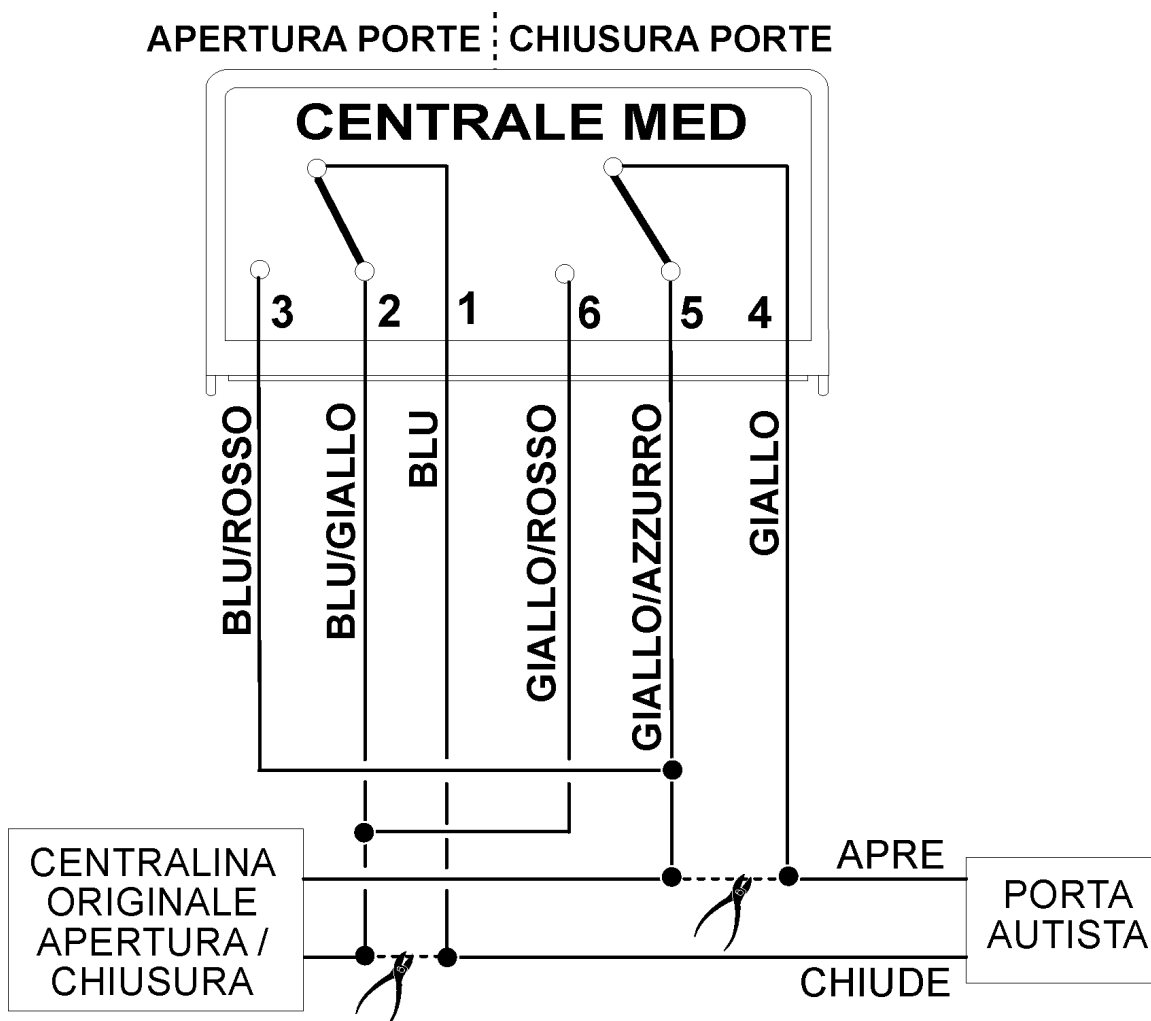 APERTURA PORTE CHIUSURA PORTE
CENTRALE MED
3 2 1 6 5 4
BLU/ROSSO
BLU/GIALLO
BLU
GIALLO/ROSSO
GIALLO/AZZURRO
GIALLO
CENTRALINA
ORIGINALE
APERTURA /
CHIUSURA
APRE
CHIUDE
PORTA
AUTISTA